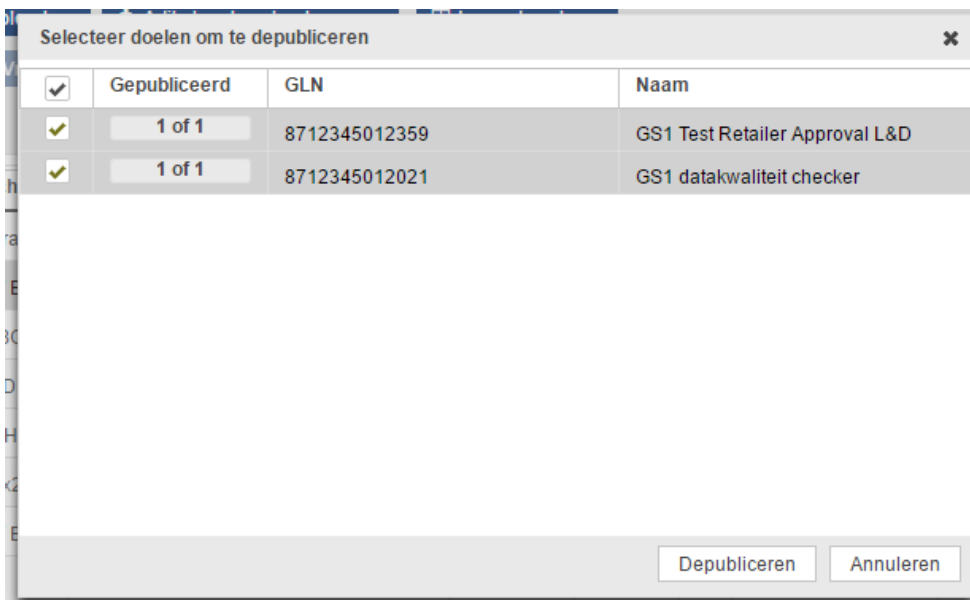 Selecteer doelen om te depubliceren
Gepubliceerd GLN Naam
1 of 1 8712345012359 GS1 Test Retailer Approval L&D
1 of 1 8712345012021 GS1 datakwaliteit checker
Depubliceren Annuleren